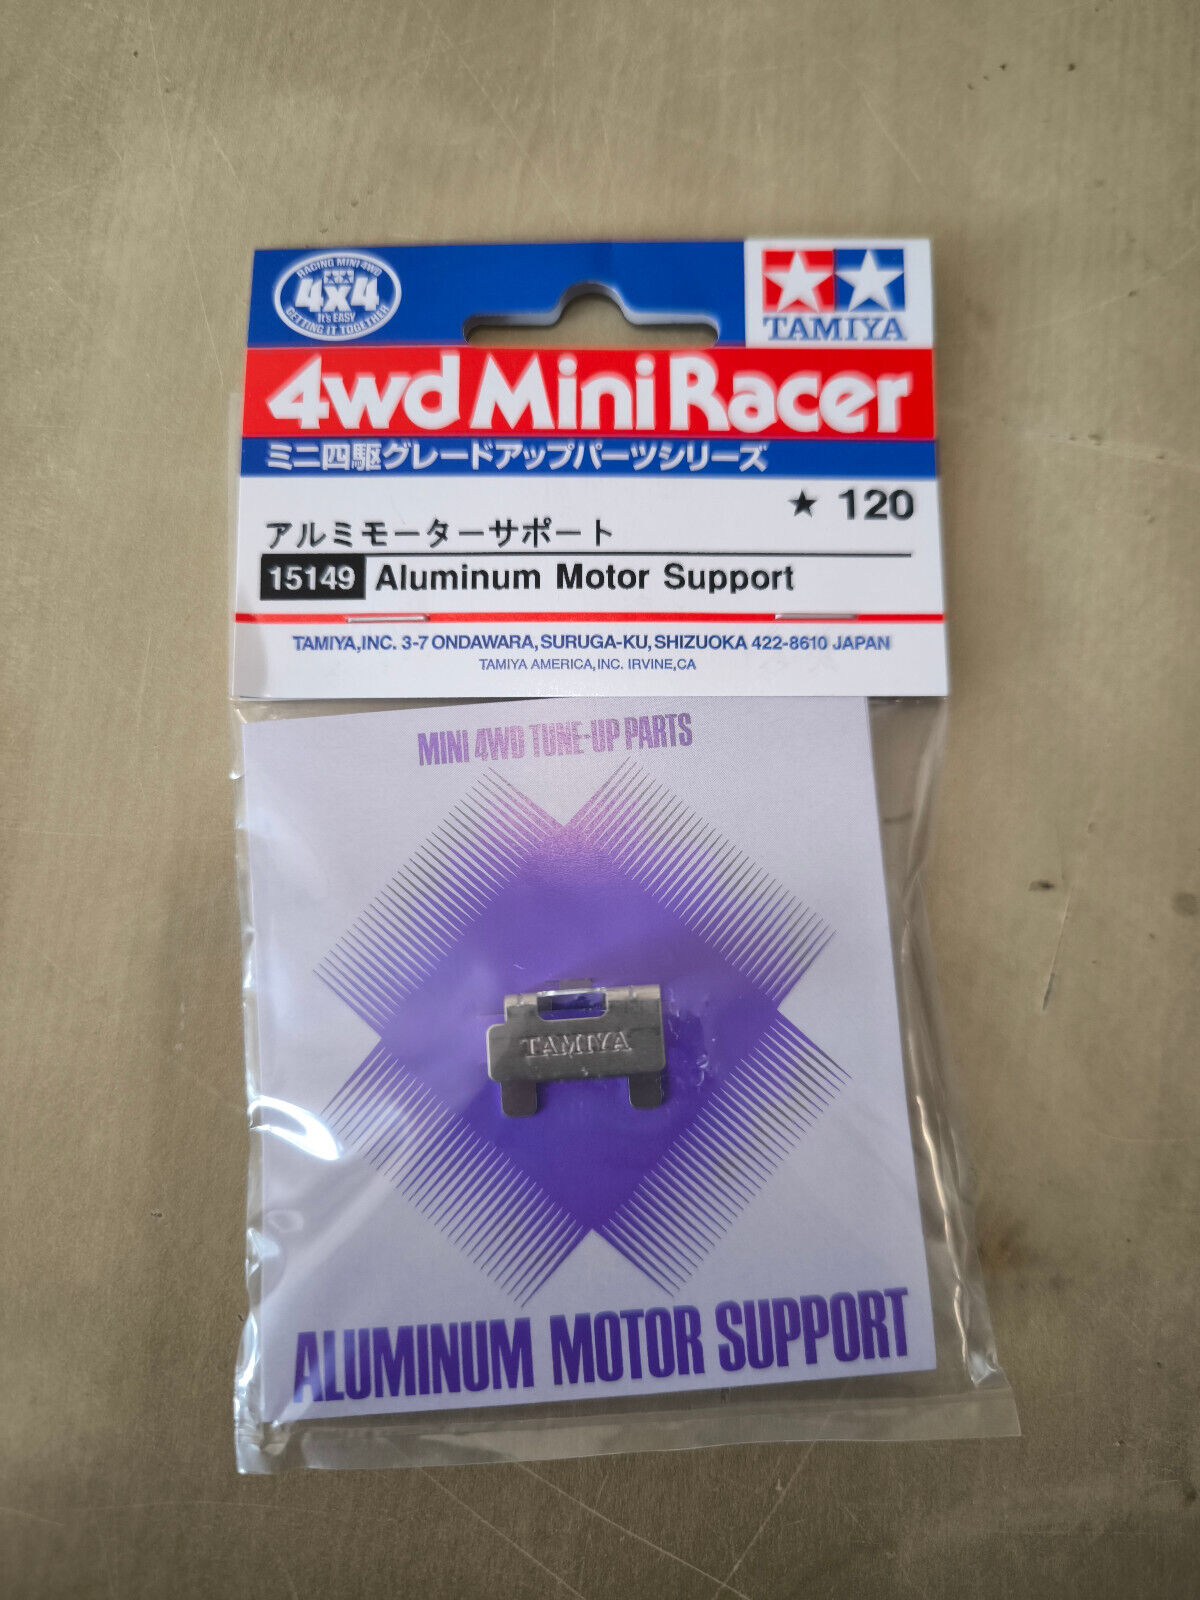 RACING MINI 4WD
4x4
It's EASY
GETTING IT TOGETHER
TAMIYA
4wd Mini Racer
ミニ四駆グレードアップパーツシリーズ
★ 120
アルミモーターサポート
15149 Aluminum Motor Support
TAMIYA,INC. 3-7 ONDAWARA, SURUGA-KU, SHIZUOKA 422-8610 JAPAN
TAMIYA AMERICA,INC. IRVINE,CA
MINI 4WD TUNE-UP PARTS
TAMIYA
ALUMINUM MOTOR SUPPORT